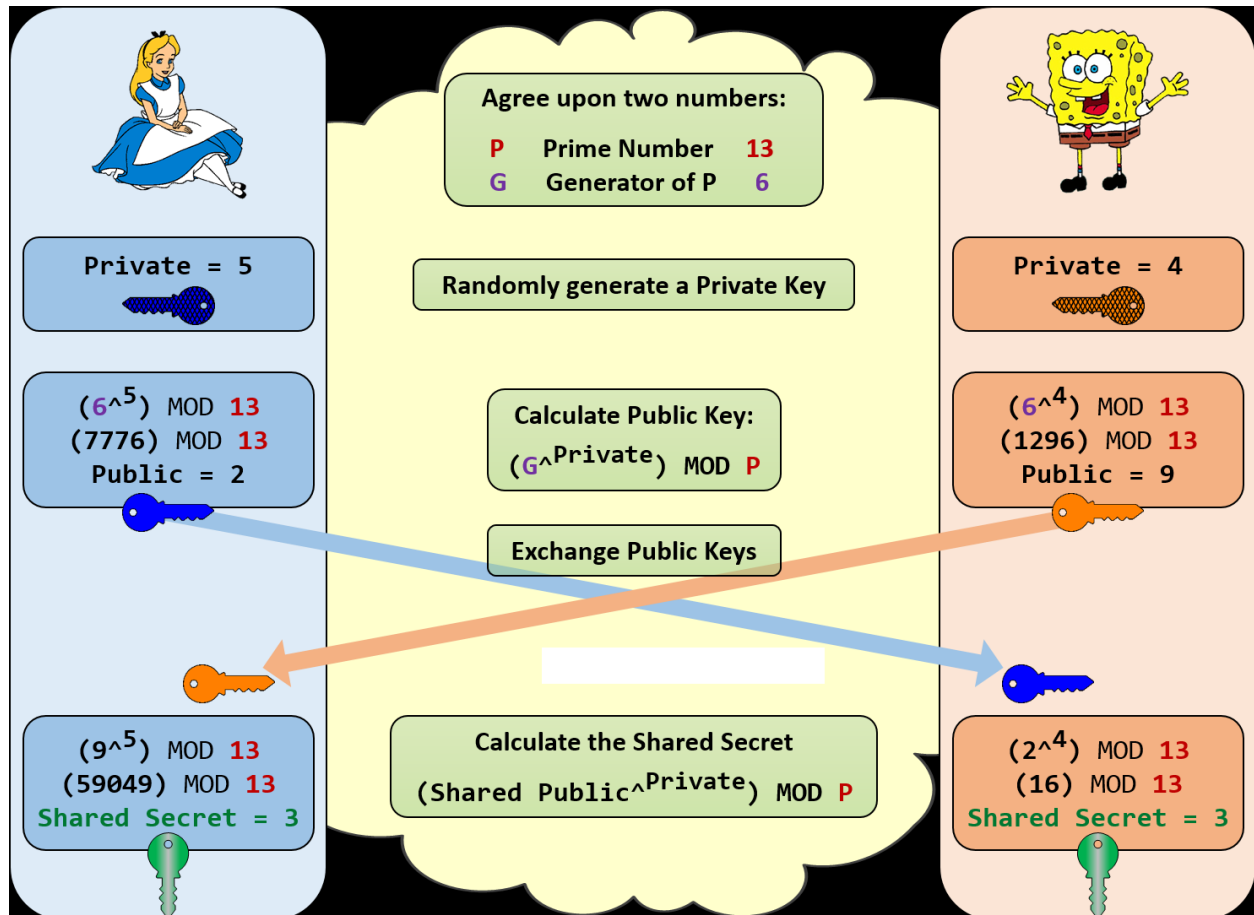 Agree upon two numbers:
P Prime Number 13
G Generator of P 6
Private = 5
Randomly generate a Private Key
Private = 4
(6^5) MOD 13
(7776) MOD 13
Public = 2
Calculate Public Key:
(G^Private) MOD P
(6^4) MOD 13
(1296) MOD 13
Public = 9
Exchange Public Keys
(9^5) MOD 13
(59049) MOD 13
Shared Secret = 3
Calculate the Shared Secret
(Shared Public^Private) MOD P
(2^4) MOD 13
(16) MOD 13
Shared Secret = 3